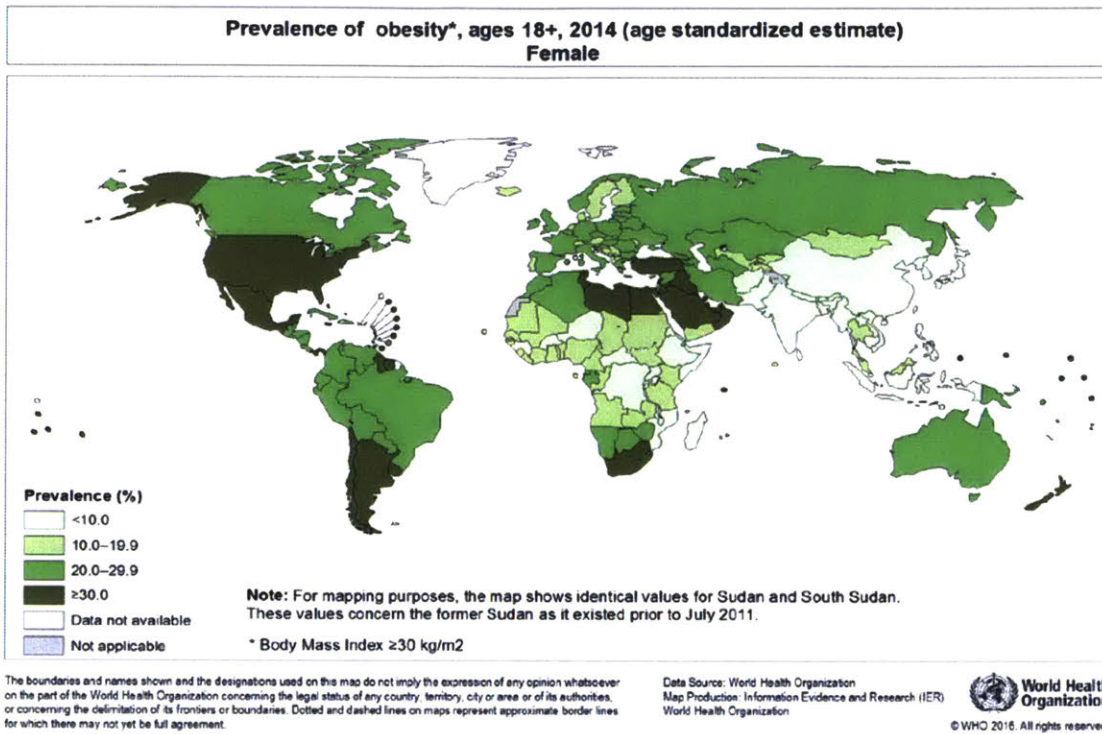 Prevalence of obesity*, ages 18+, 2014 (age standardized estimate)
Female
Prevalence (%)
<10.0
10.0–19.9
20.0–29.9
≥30.0
Data not available
Not applicable
Note: For mapping purposes, the map shows identical values for Sudan and South Sudan.
These values concern the former Sudan as it existed prior to July 2011.
* Body Mass Index ≥30 kg/m2
The boundaries and names shown and the designations used on this map do not imply the expression of any opinion whatsoever
on the part of the World Health Organization concerning the legal status of any country, territory, city or area or of its authorities,
or concerning the delimitation of its frontiers or boundaries. Dotted and dashed lines on maps represent approximate border lines
for which there may not yet be full agreement.
Data Source: World Health Organization
Map Production: Information Evidence and Research (IER)
World Health Organization
World Health
Organization
© WHO 2016. All rights reserved